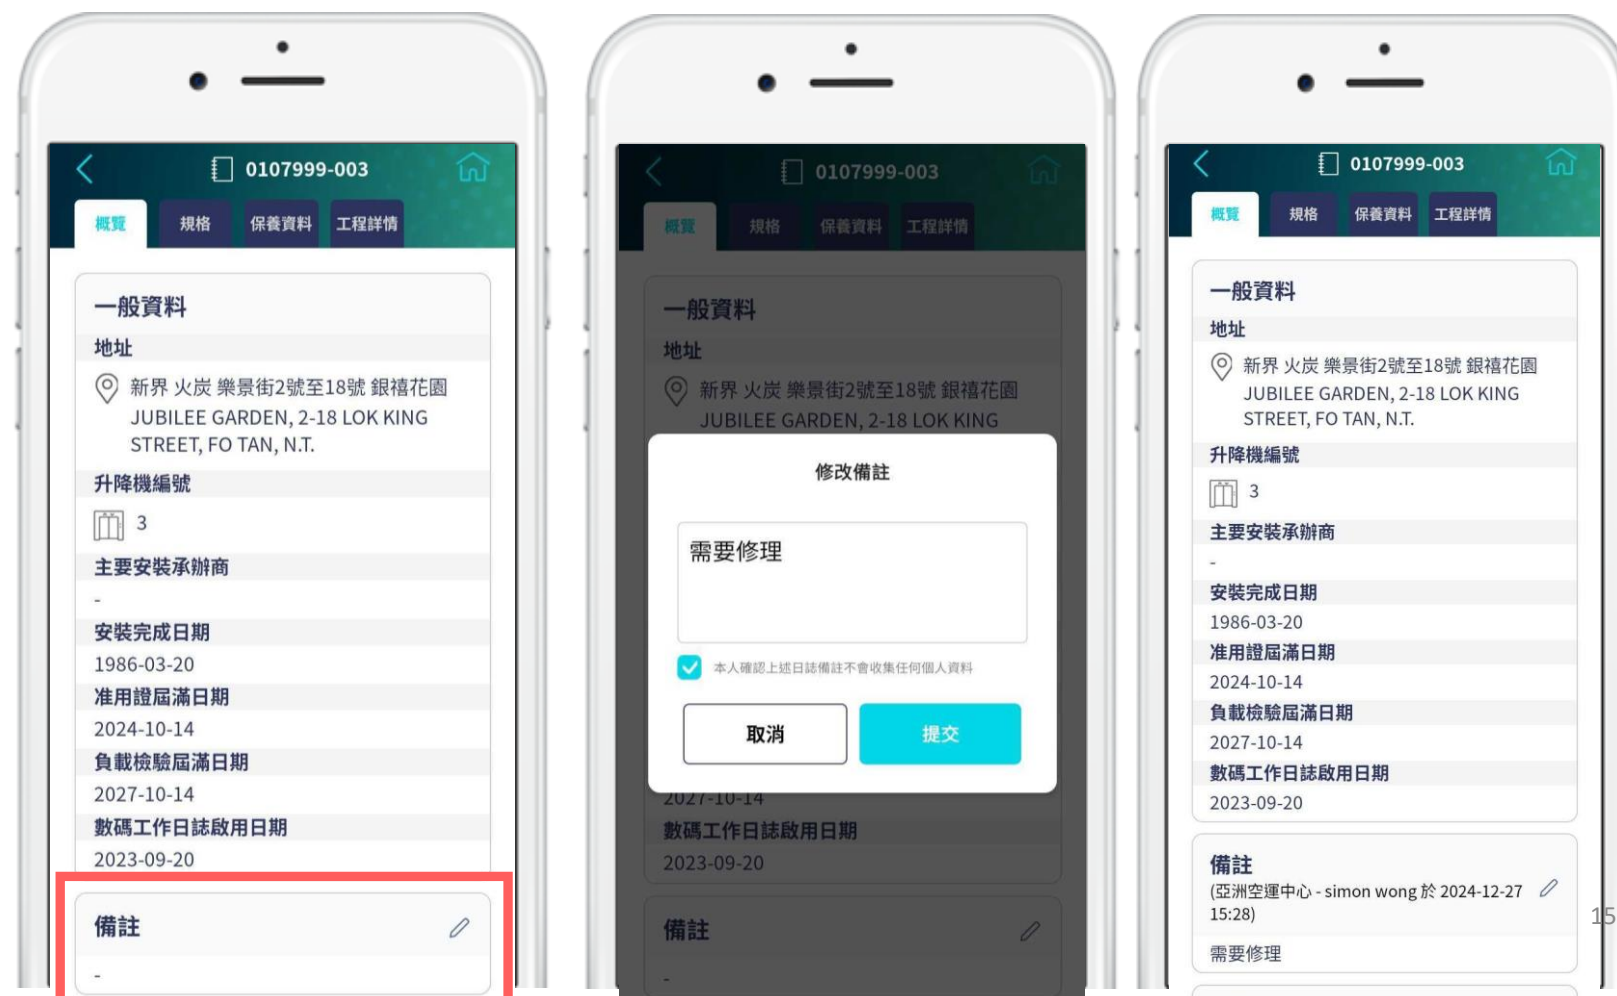 0107999-003
概覽 規格 保養資料 工程詳情
一般資料
地址
新界 火炭 樂景街2號至18號 銀禧花園
JUBILEE GARDEN, 2-18 LOK KING
STREET, FO TAN, N.T.
升降機編號
3
主要安裝承辦商
-
安裝完成日期
1986-03-20
准用證屆滿日期
2024-10-14
負載檢驗屆滿日期
2027-10-14
數碼工作日誌啟用日期
2023-09-20
備註
-
0107999-003
概覽 規格 保養資料 工程詳情
一般資料
地址
新界 火炭 樂景街2號至18號 銀禧花園
JUBILEE GARDEN, 2-18 LOK KING
修改備註
需要修理
本人確認上述日誌備註不會收集任何個人資料
取消 提交
2027-10-14
數碼工作日誌啟用日期
2023-09-20
備註
-
0107999-003
概覽 規格 保養資料 工程詳情
一般資料
地址
新界 火炭 樂景街2號至18號 銀禧花園
JUBILEE GARDEN, 2-18 LOK KING
STREET, FO TAN, N.T.
升降機編號
3
主要安裝承辦商
-
安裝完成日期
1986-03-20
准用證屆滿日期
2024-10-14
負載檢驗屆滿日期
2027-10-14
數碼工作日誌啟用日期
2023-09-20
備註
(亞洲空運中心 - simon wong 於 2024-12-27
15:28)
需要修理
15